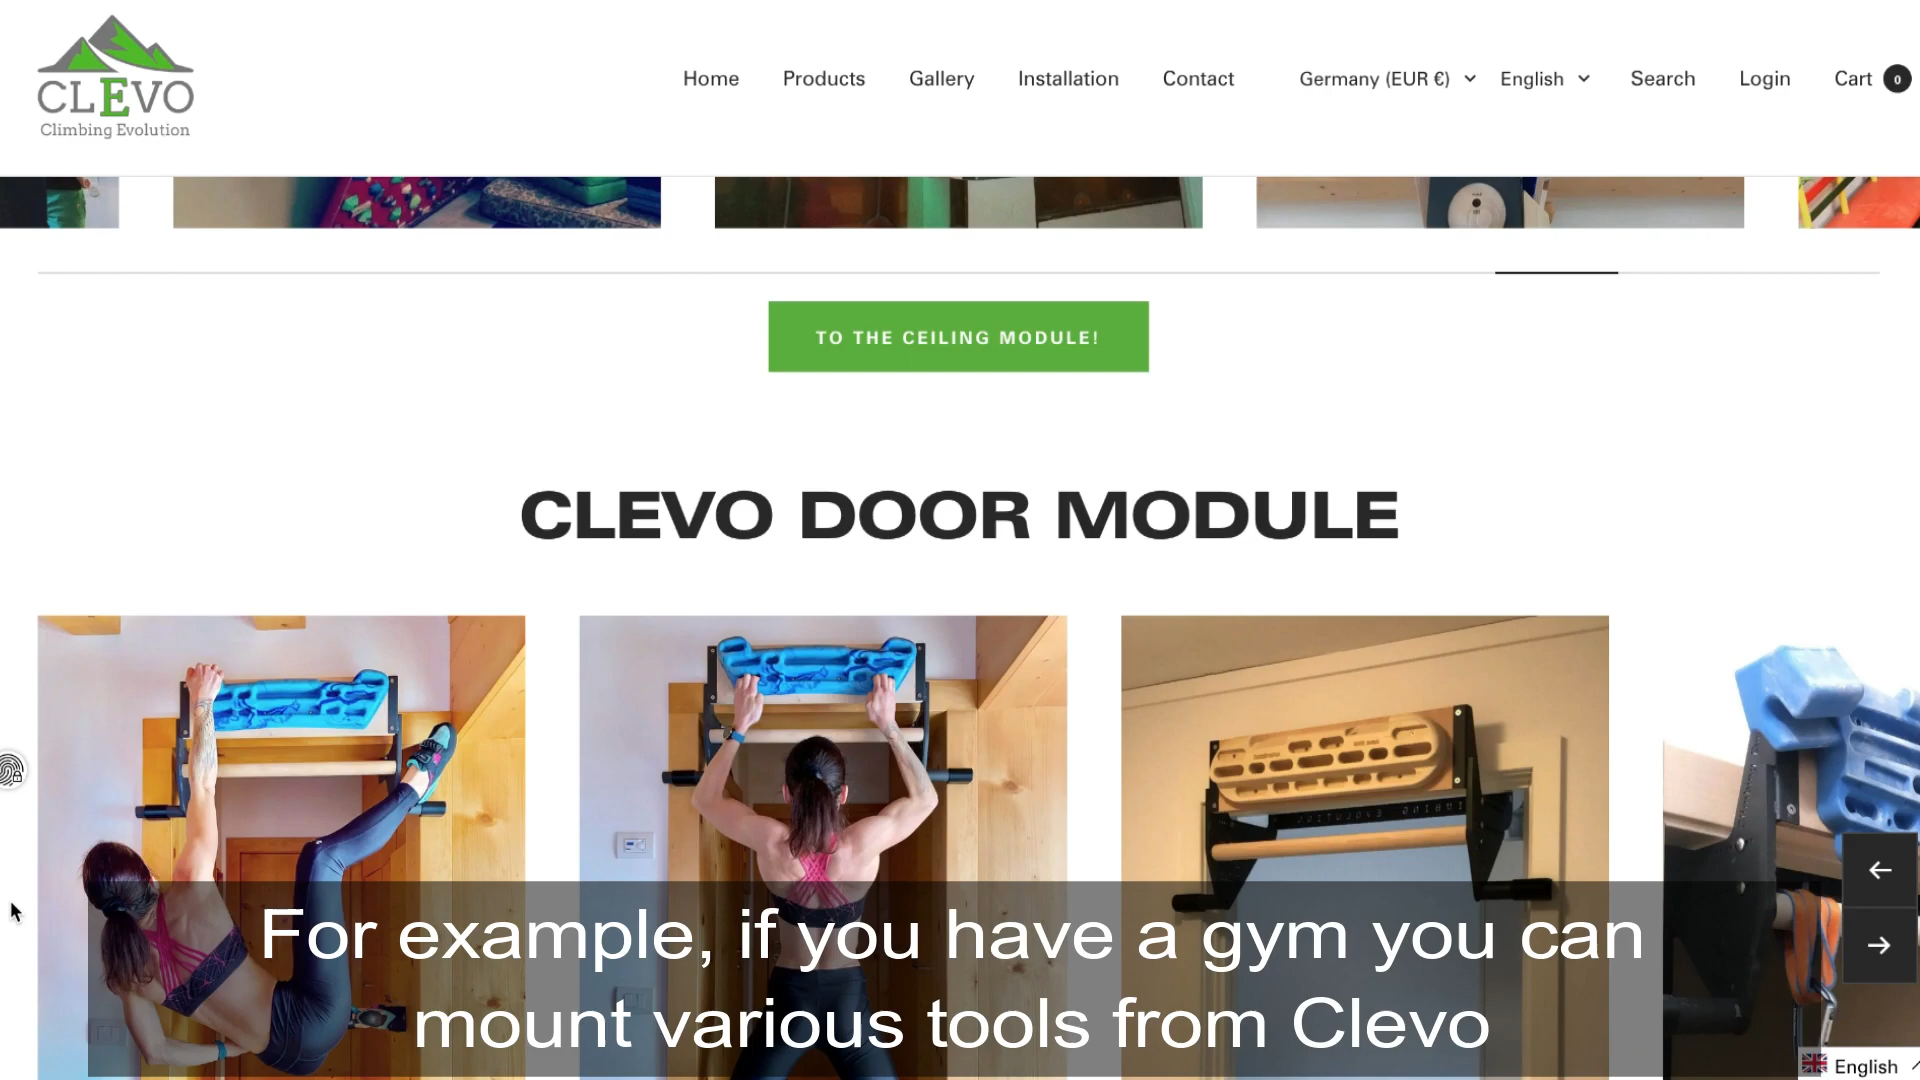 CLEVO
Climbing Evolution
Home
Products
Gallery
Installation
Contact
Germany (EUR €)
English
Search
Login
Cart
0
TO THE CEILING MODULE!
CLEVO DOOR MODULE
For example, if you have a gym you can
mount various tools from Clevo
English